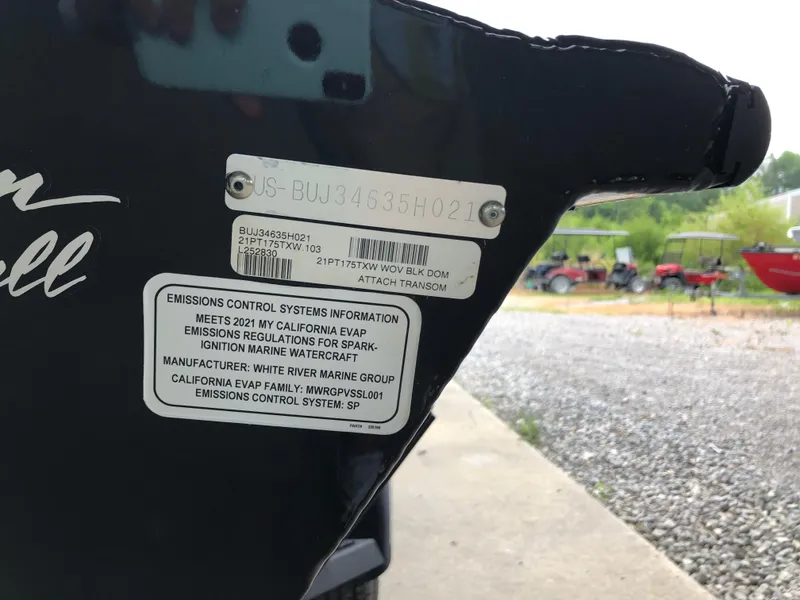 US-BUJ34635H021
BUJ34635H021
21PT175TXW.103
L252830
21PT175TXW WOV BLK DOM
ATTACH TRANSOM
EMISSIONS CONTROL SYSTEMS INFORMATION
MEETS 2021 MY CALIFORNIA EVAP
EMISSIONS REGULATIONS FOR SPARK-
IGNITION MARINE WATERCRAFT
MANUFACTURER: WHITE RIVER MARINE GROUP
CALIFORNIA EVAP FAMILY: MWRGPVSSL001
EMISSIONS CONTROL SYSTEM: SP